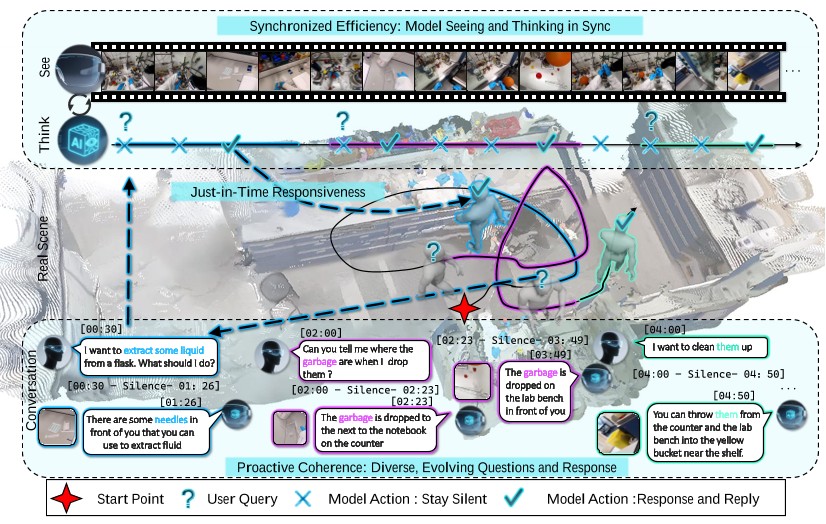 Synchronized Efficiency: Model Seeing and Thinking in Sync
See
...
Think
AI
?
?
?
Just-in-Time Responsiveness
Real Scene
?
?
Conversation
[00:30]
I want to extract some liquid
from a flask. What should I do?
[00:30 - Silence- 01: 26]
[01:26]
There are some needles in
front of you that you can
use to extract fluid
[02:00]
Can you tell me where the
garbage are when I drop
them ?
[02:00 - Silence- 02:23]
[02:23]
The garbage is dropped to
the next to the notebook
on the counter
[02:23 - Silence- 03: 49]
[03:49]
The garbage is
dropped on
the lab bench
in front of you
[04:00]
I want to clean them up
[04:00 - Silence- 04: 50]
...
[04:50]
You can throw them from
the counter and the lab
bench into the yellow
bucket near the shelf.
Proactive Coherence: Diverse, Evolving Questions and Response
Start Point
? User Query
Model Action : Stay Silent
Model Action :Response and Reply